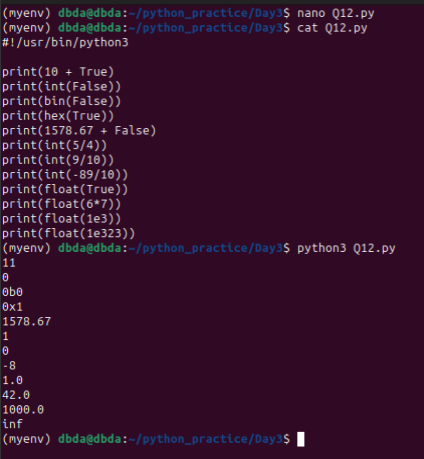 (myenv) dbda@dbda:~/python_practice/Day3$ nano Q12.py
(myenv) dbda@dbda:~/python_practice/Day3$ cat Q12.py
#!/usr/bin/python3

print(10 + True)
print(int(False))
print(bin(False))
print(hex(True))
print(1578.67 + False)
print(int(5/4))
print(int(9/10))
print(int(-89/10))
print(float(True))
print(float(6*7))
print(float(1e3))
print(float(1e323))
(myenv) dbda@dbda:~/python_practice/Day3$ python3 Q12.py
11
0
0b0
0x1
1578.67
1
0
-8
1.0
42.0
1000.0
inf
(myenv) dbda@dbda:~/python_practice/Day3$